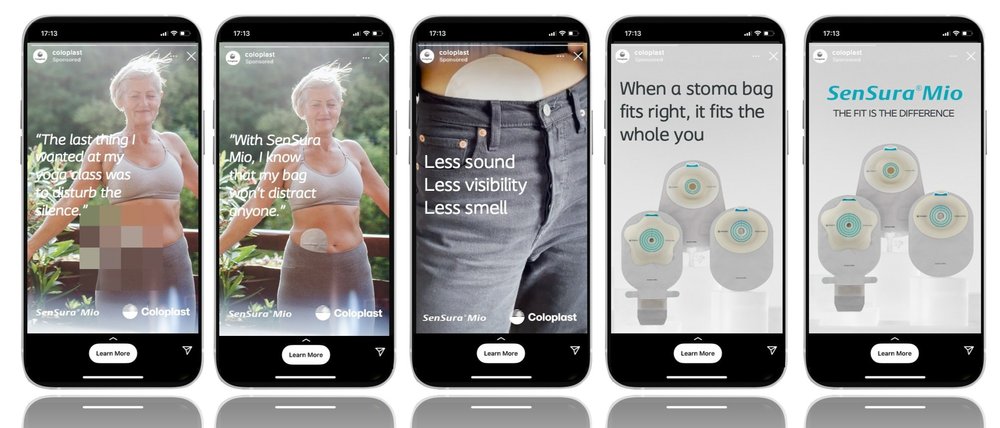 17:13
coloplast
Sponsored
"The last thing I
wanted at my
yoga class was
to disturb the
silence."
SenSura® Mio
Coloplast
Learn More
17:13
coloplast
Sponsored
"With SenSura
Mio, I know
that my bag
won't distract
anyone."
SenSura® Mio
Coloplast
Learn More
17:13
coloplast
Sponsored
Less sound
Less visibility
Less smell
SenSura® Mio
Coloplast
Learn More
17:13
coloplast
Sponsored
When a stoma bag
fits right, it fits the
whole you
Learn More
17:13
coloplast
Sponsored
SenSura® Mio
THE FIT IS THE DIFFERENCE
Learn More